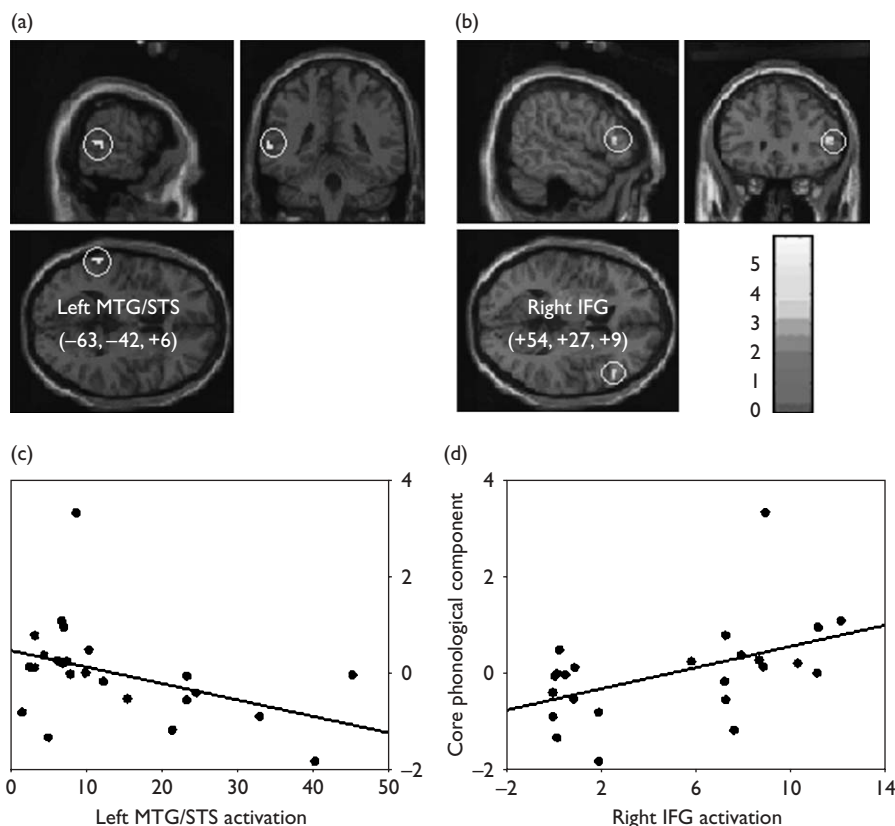 (a)
(b)
Left MTG/STS
(−63, −42, +6)
Right IFG
(+54, +27, +9)
5
4
3
2
1
0
(c)
4
2
0
−2
0 10 20 30 40 50
Left MTG/STS activation
(d)
Core phonological component
4
2
0
−2
−2 2 6 10 14
Right IFG activation